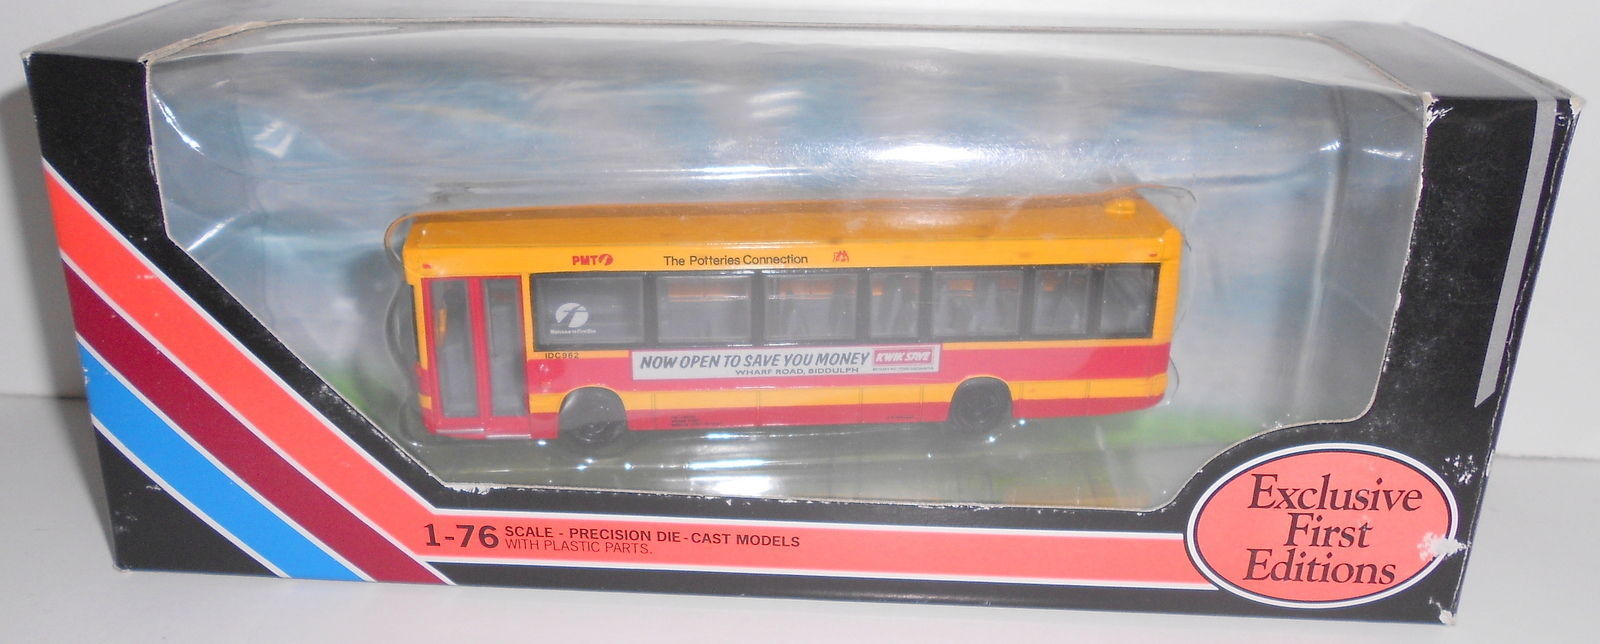 PMT
The Potteries Connection
IDC962
NOW OPEN TO SAVE YOU MONEY
KWIK SAVE
WHARF ROAD, BIDDULPH
1-76 SCALE - PRECISION DIE-CAST MODELS
WITH PLASTIC PARTS.
Exclusive
First
Editions